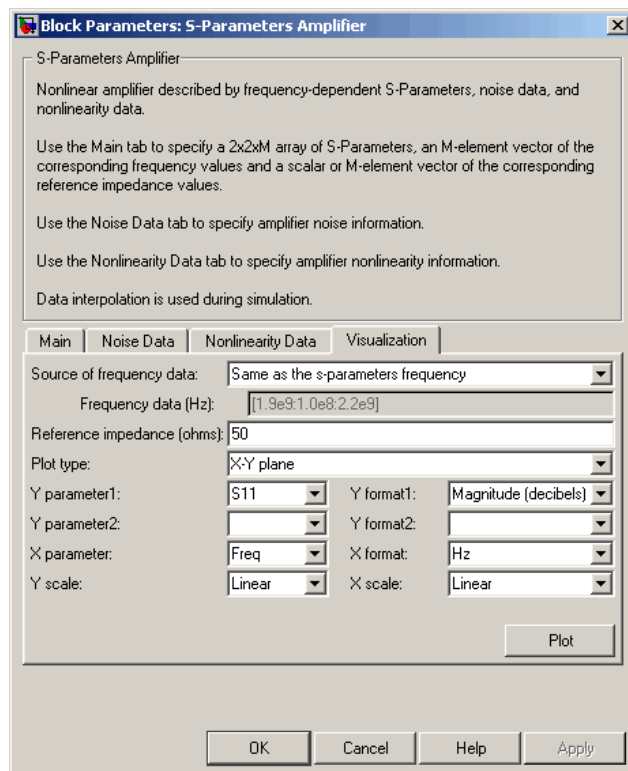 Block Parameters: S-Parameters Amplifier
S-Parameters Amplifier
Nonlinear amplifier described by frequency-dependent S-Parameters, noise data, and
nonlinearity data.
Use the Main tab to specify a 2x2xM array of S-Parameters, an M-element vector of the
corresponding frequency values and a scalar or M-element vector of the corresponding
reference impedance values.
Use the Noise Data tab to specify amplifier noise information.
Use the Nonlinearity Data tab to specify amplifier nonlinearity information.
Data interpolation is used during simulation.
Main Noise Data Nonlinearity Data Visualization
Source of frequency data: Same as the s-parameters frequency
Frequency data (Hz): [1.9e9:1.0e8:2.2e9]
Reference impedance (ohms): 50
Plot type: X-Y plane
Y parameter1: S11 Y format1: Magnitude (decibels)
Y parameter2: Y format2:
X parameter: Freq X format: Hz
Y scale: Linear X scale: Linear
Plot
OK Cancel Help Apply